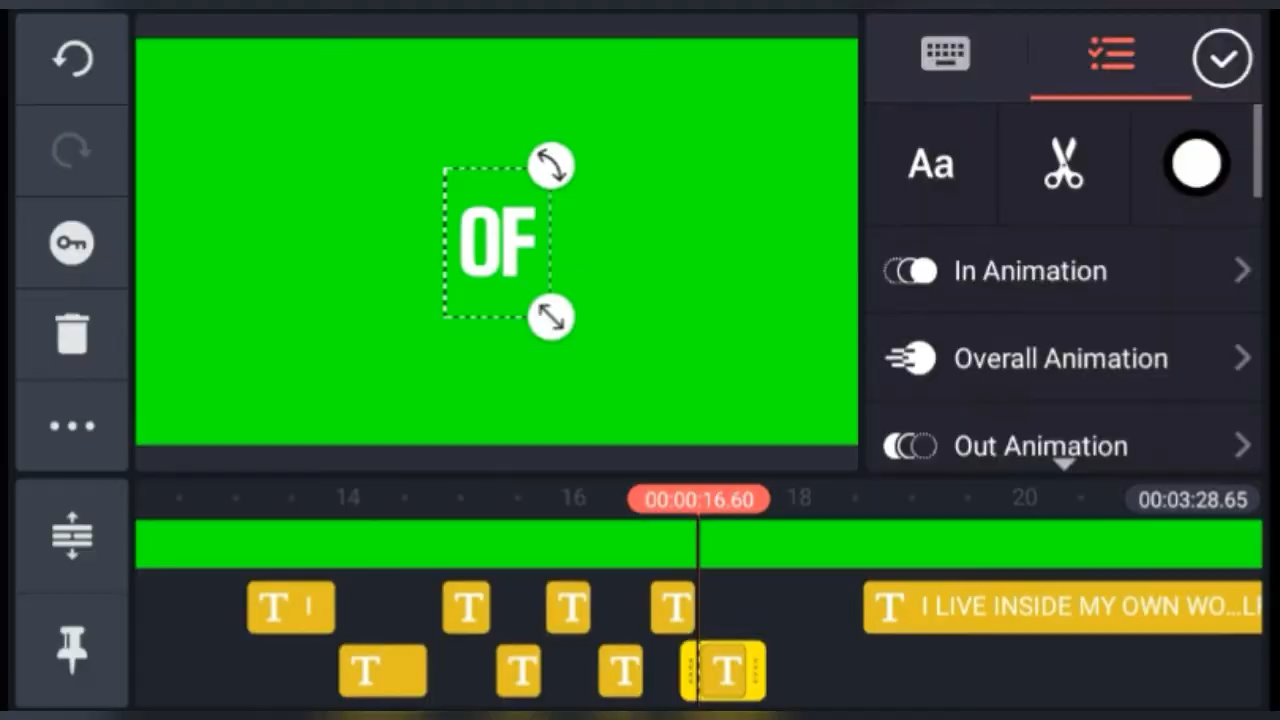 OF
Aa
In Animation
Overall Animation
Out Animation
14 16 00:00:16.60 18 20 00:03:28.65
T I T T T T I LIVE INSIDE MY OWN WO...LI
T T T T